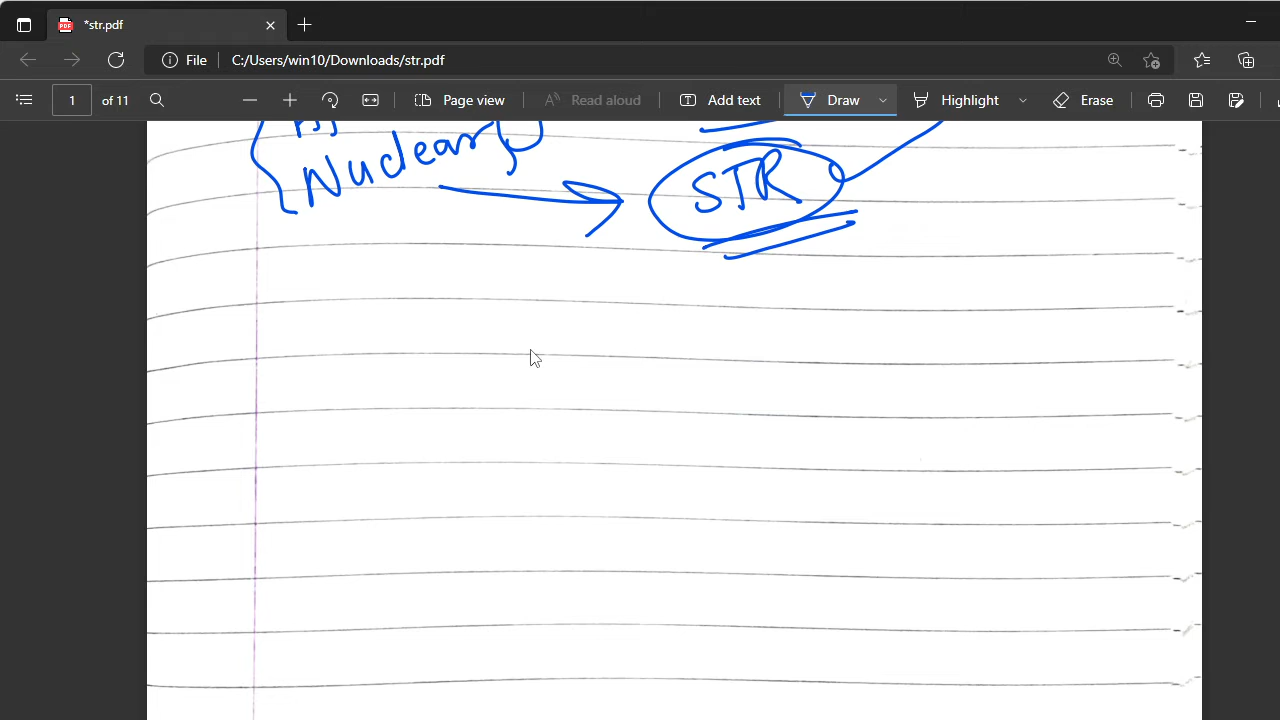 *str.pdf
File C:/Users/win10/Downloads/str.pdf
1 of 11 Page view Read aloud Add text Draw Highlight Erase
Nuclear
STR